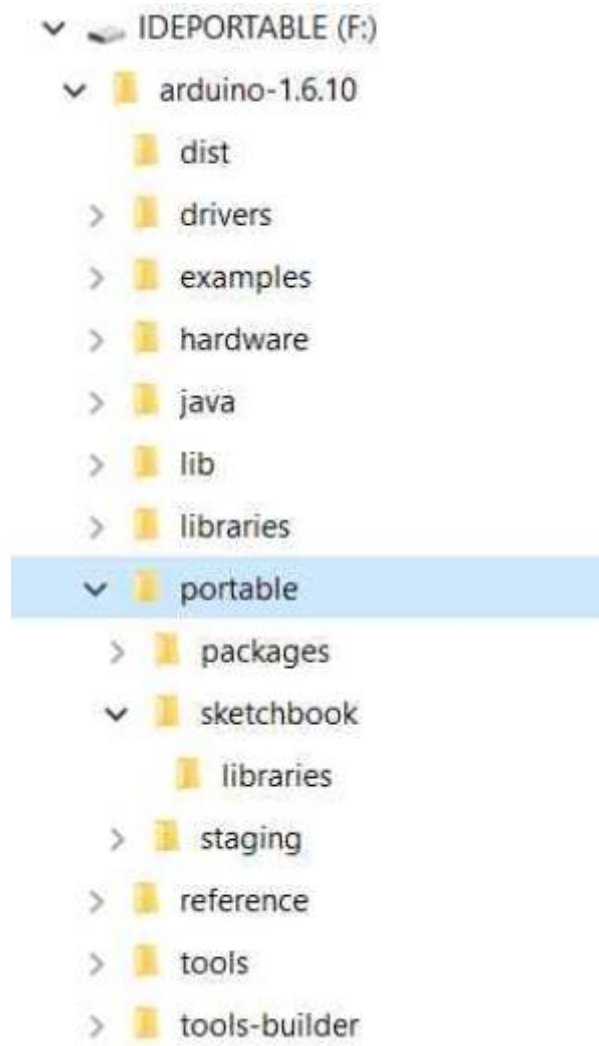 IDEPORTABLE (F:)
arduino-1.6.10
dist
drivers
examples
hardware
java
lib
libraries
portable
packages
sketchbook
libraries
staging
reference
tools
tools-builder